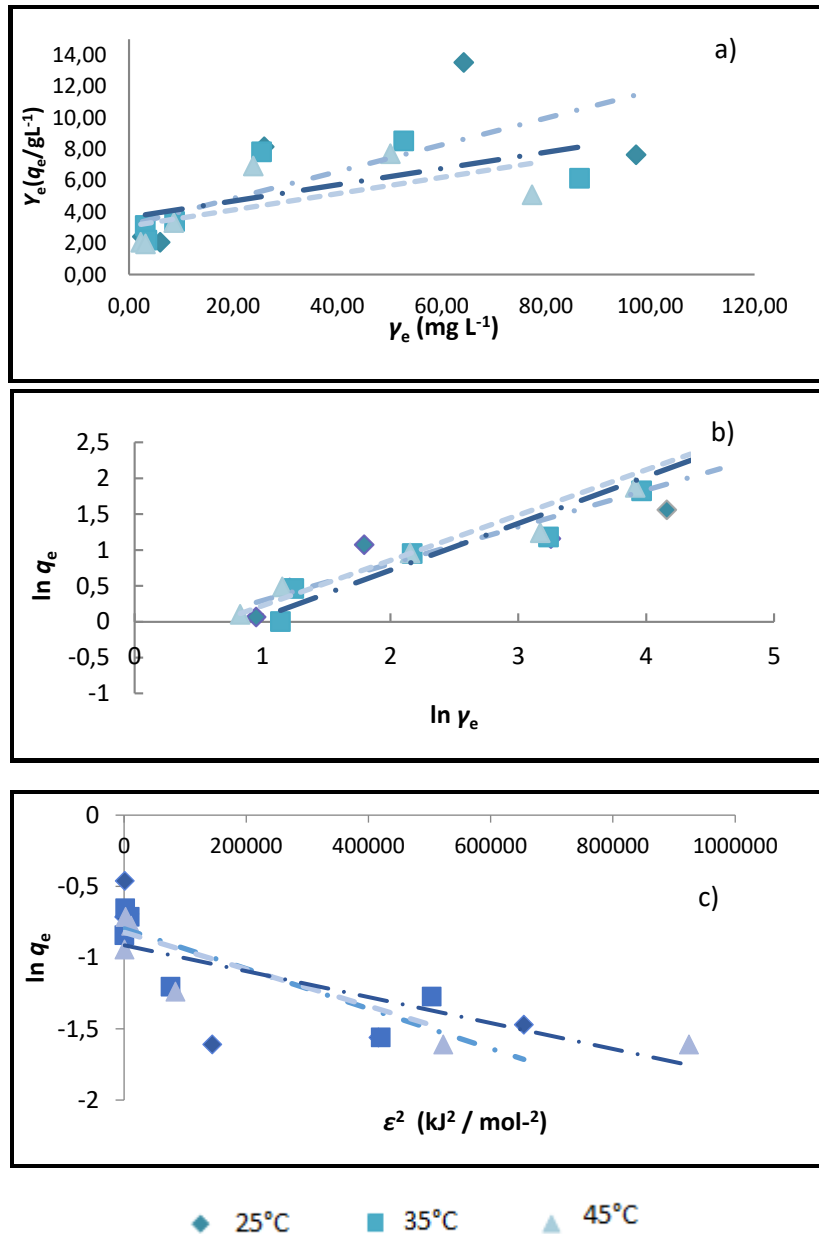 a)
14,00
12,00
10,00
8,00
6,00
4,00
2,00
0,00
Yₑ(qₑ/gL⁻¹)
0,00 20,00 40,00 60,00 80,00 100,00 120,00
γₑ (mg L⁻¹)
b)
2,5
2
1,5
1
0,5
0
-0,5
-1
ln qₑ
0 1 2 3 4 5
ln γₑ
0
0 200000 400000 600000 800000 1000000
-0,5
-1
-1,5
-2
c)
ln qₑ
ε² (kJ² / mol-²)
25°C 35°C 45°C